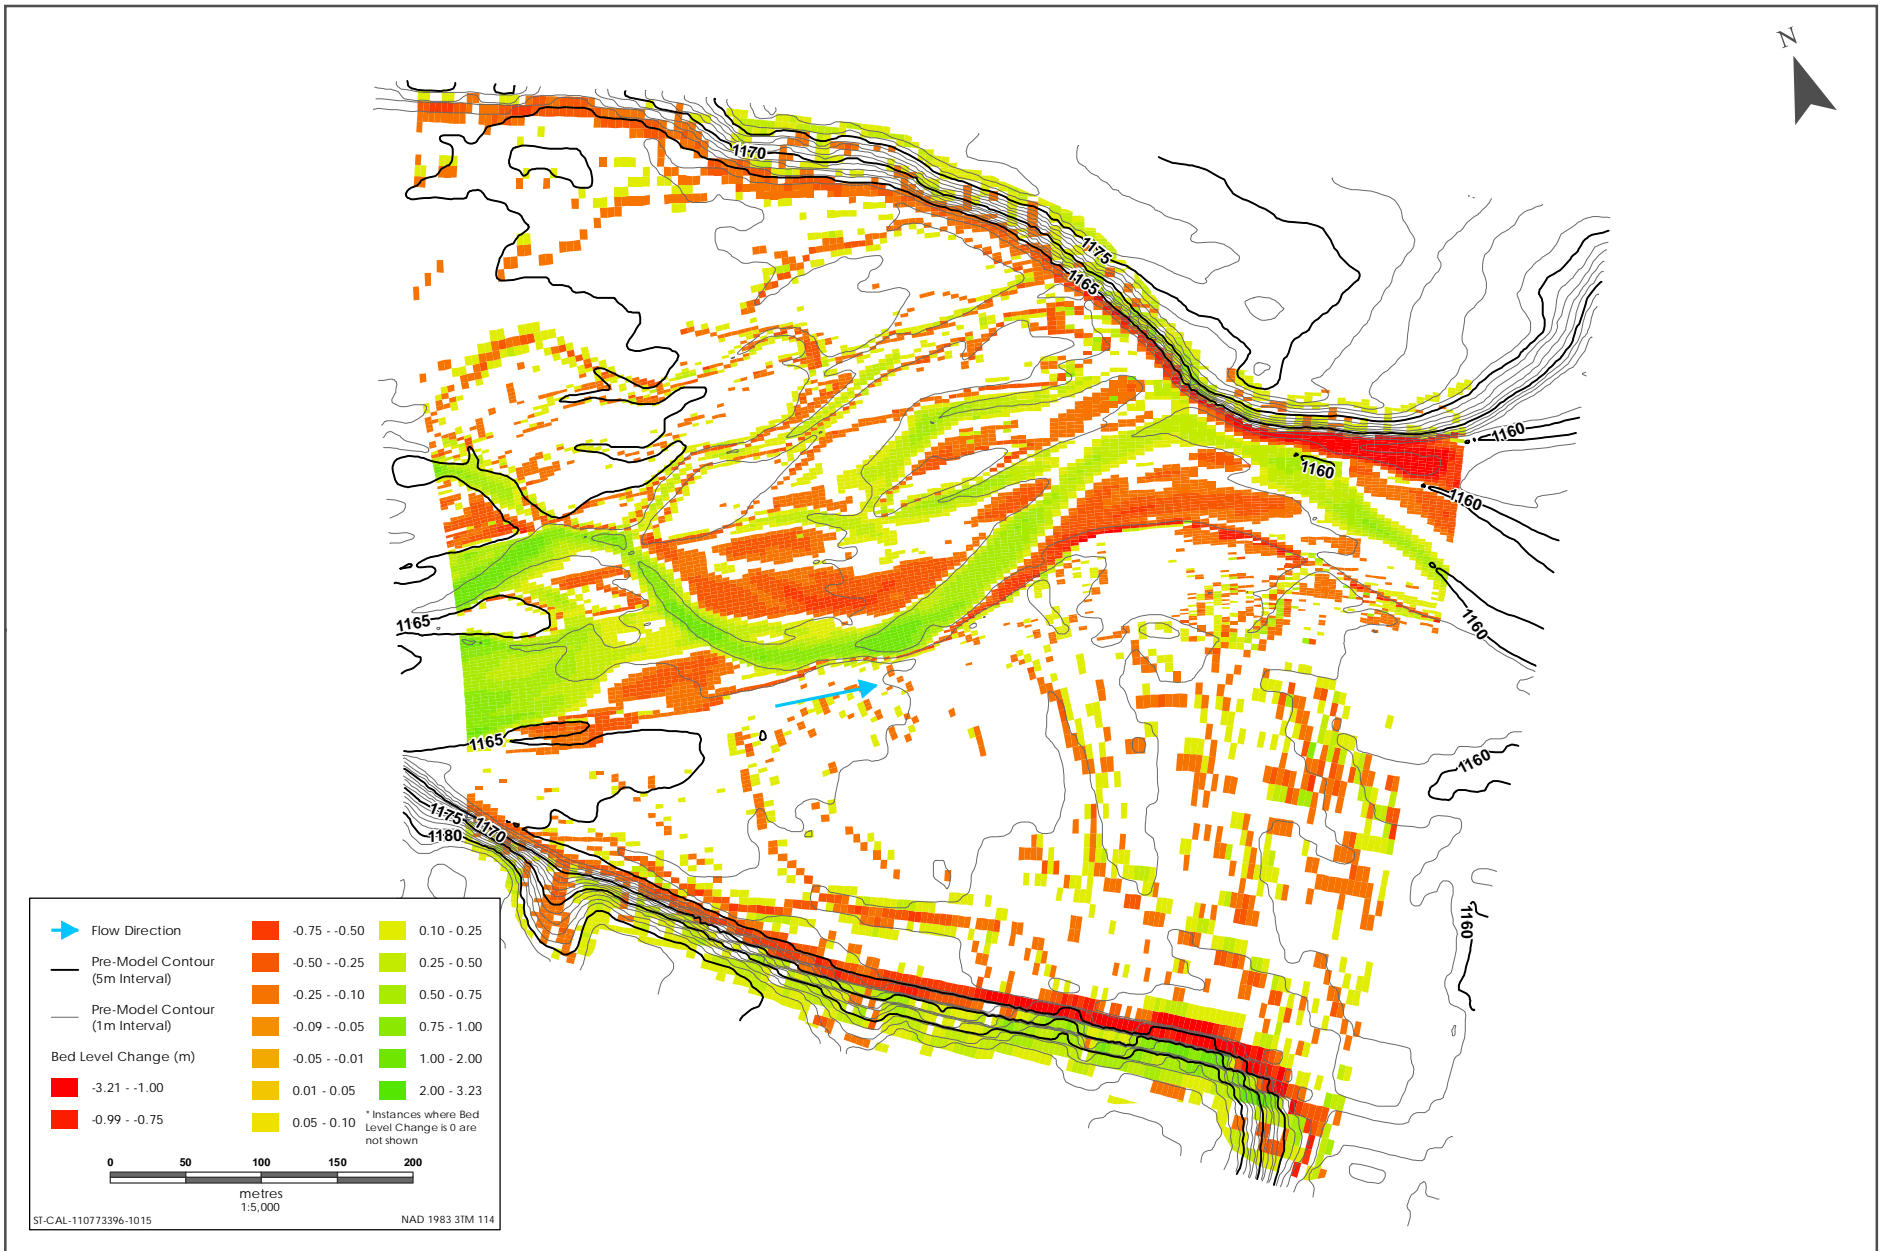 N
1170
1175
1165
1160
1160
1160
1165
1160
1165
1160
1175
1170
1180
1160
Flow Direction
Pre-Model Contour
(5m Interval)
Pre-Model Contour
(1m Interval)
Bed Level Change (m)
-3.21 - -1.00
-0.99 - -0.75
-0.75 - -0.50
-0.50 - -0.25
-0.25 - -0.10
-0.09 - -0.05
-0.05 - -0.01
0.01 - 0.05
0.05 - 0.10
0.10 - 0.25
0.25 - 0.50
0.50 - 0.75
0.75 - 1.00
1.00 - 2.00
2.00 - 3.23
* Instances where Bed
Level Change is 0 are
not shown
0 50 100 150 200
metres
1:5,000
ST-CAL-110773396-1015 NAD 1983 3TM 114